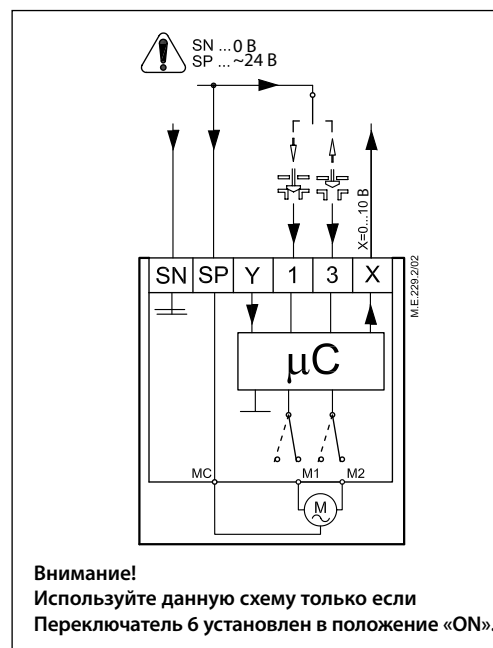 SN ...0 В
SP ... ~24 В
X=0...10 В
SN SP Y 1 3 X
M.E.229.2/02
µC
MC M1 M2
M
Внимание!
Используйте данную схему только если
Переключатель 6 установлен в положение «ON».